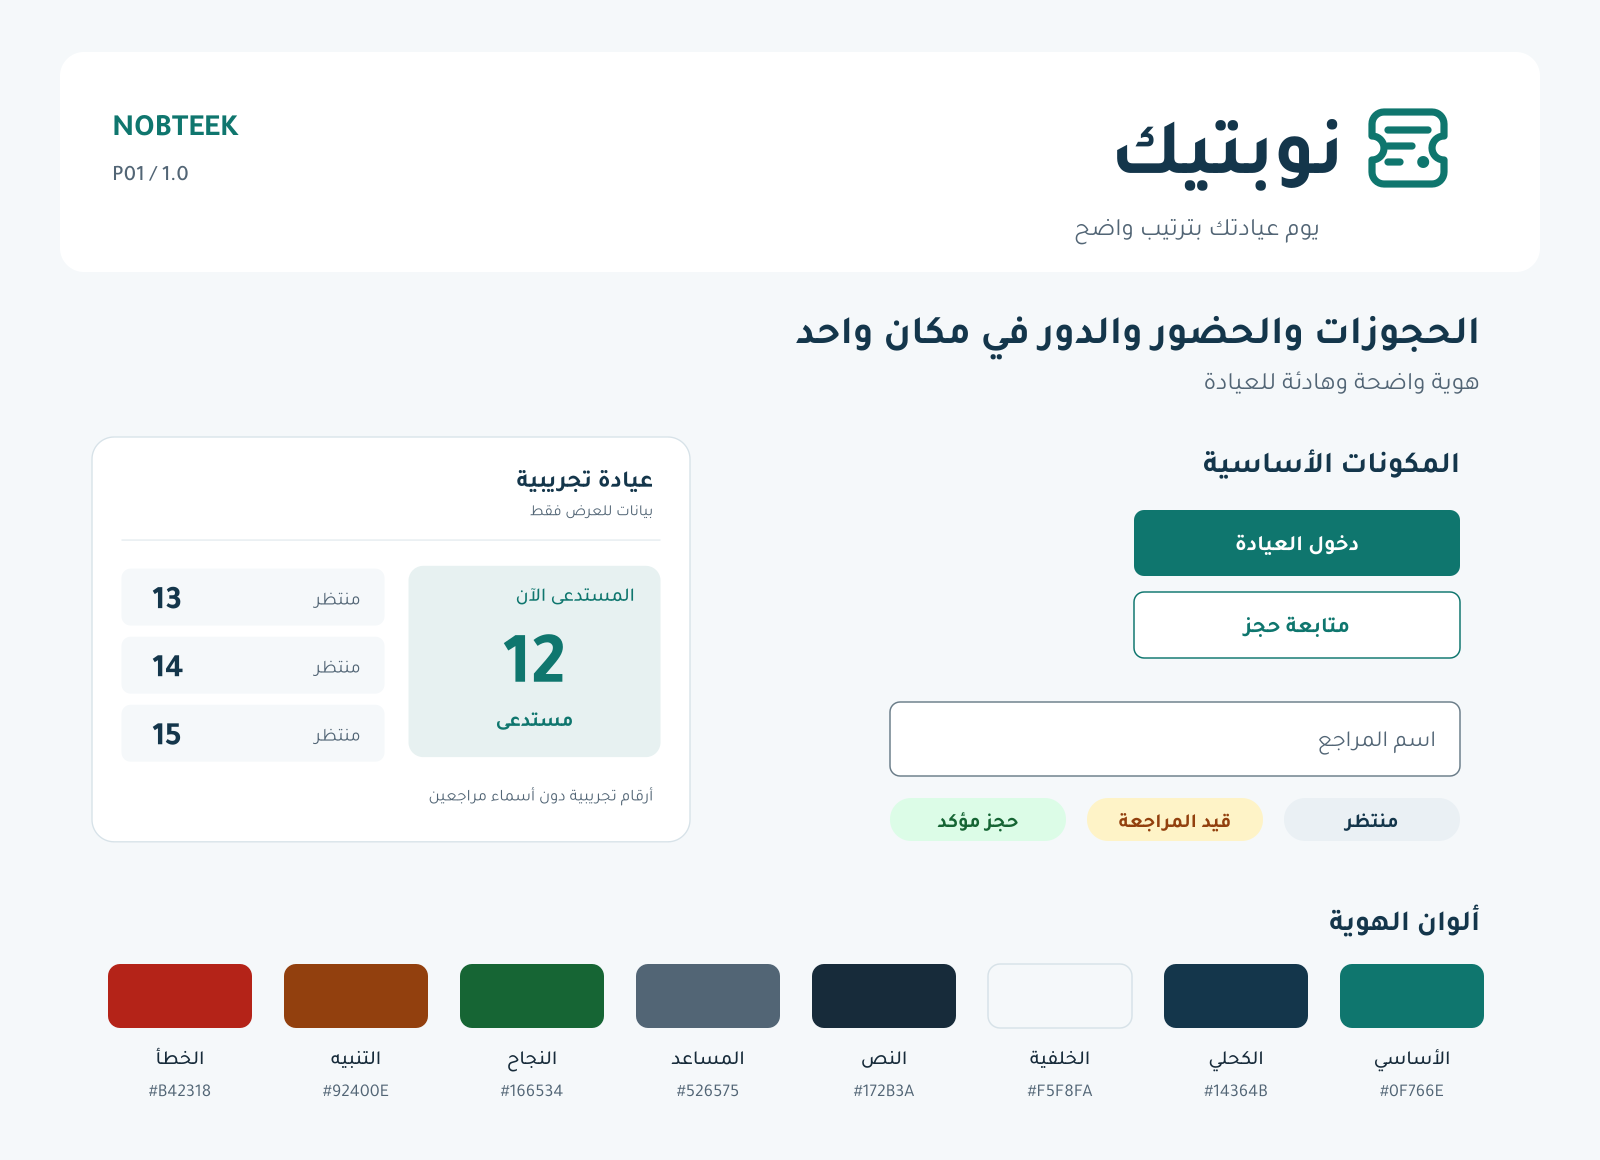 نوبتيك
يوم عيادتك بترتيب واضح
NOBTEEK
P01 / 1.0
الحجوزات والحضور والدور في مكان واحد
هوية واضحة وهادئة للعيادة
المكونات الأساسية
دخول العيادة
متابعة حجز
اسم المراجع
منتظر
قيد المراجعة
حجز مؤكد
عيادة تجريبية
بيانات للعرض فقط
المستدعى الآن
12
مستدعى
منتظر 13
منتظر 14
منتظر 15
أرقام تجريبية دون أسماء مراجعين
ألوان الهوية
الأساسي
#0F766E
الكحلي
#14364B
الخلفية
#F5F8FA
النص
#172B3A
المساعد
#526575
النجاح
#166534
التنبيه
#92400E
الخطأ
#B42318